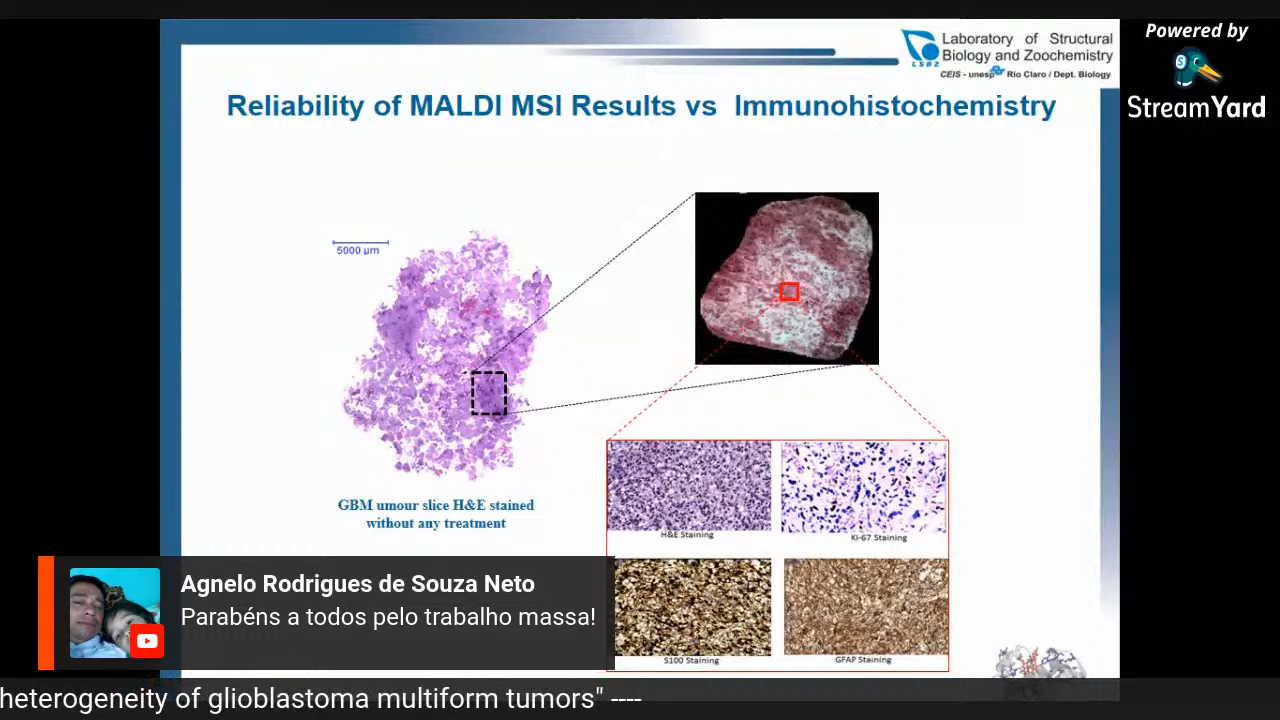 Laboratory of Structural
Biology and Zoochemistry
LSBZ
CEIS - unesp Rio Claro / Dept. Biology
Powered by
S
StreamYard
Reliability of MALDI MSI Results vs Immunohistochemistry
5000 µm
GBM umour slice H&E stained
without any treatment
H&E Staining
KI-67 Staining
S100 Staining
GFAP Staining
Agnelo Rodrigues de Souza Neto
Parabéns a todos pelo trabalho massa!
heterogeneity of glioblastoma multiform tumors" ----